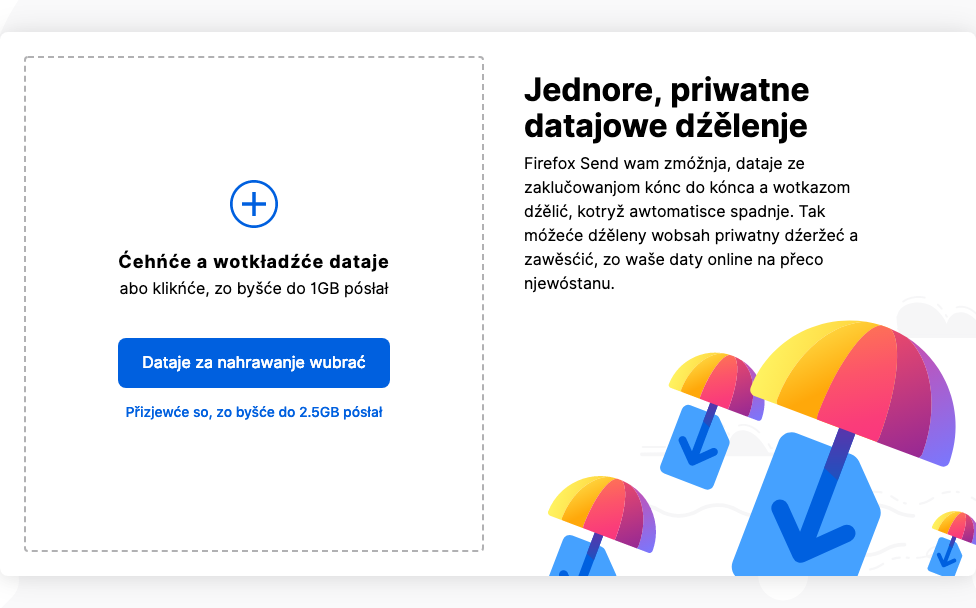 Ćehńće a wotkładźće dataje
abo klikńće, zo byšće do 1GB pósłał
Dataje za nahrawanje wubrać
Přizjewće so, zo byšće do 2.5GB pósłał
Jednore, priwatne
datajowe dźělenje
Firefox Send wam zmóžnja, dataje ze
zaklučowanjom kónc do kónca a wotkazom
dźělić, kotryž awtomatisce spadnje. Tak
móžeće dźěleny wobsah priwatny dźeržeć a
zawěsćić, zo waše daty online na přeco
njewóstanu.